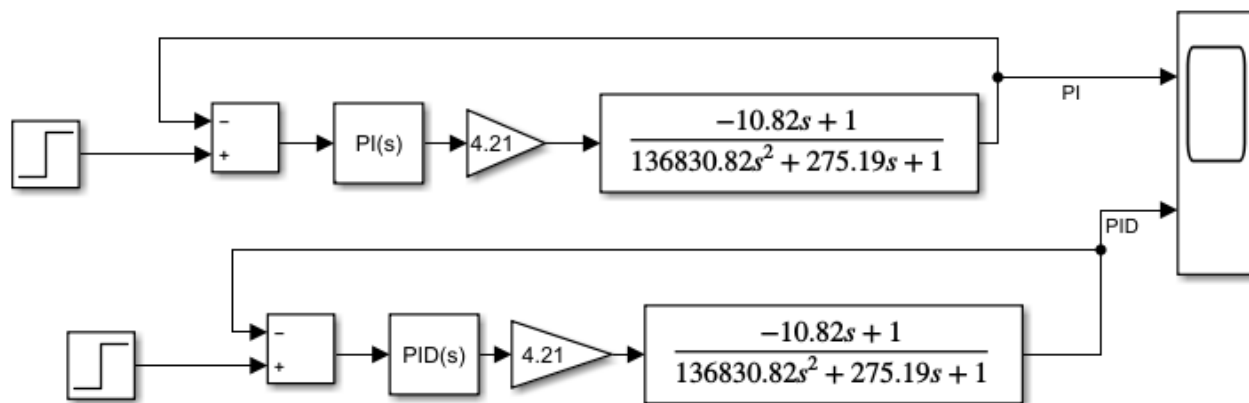 PI
−
+
PI(s)
4.21
−10.82s + 1
136830.82s² + 275.19s + 1
PID
−
+
PID(s)
4.21
−10.82s + 1
136830.82s² + 275.19s + 1